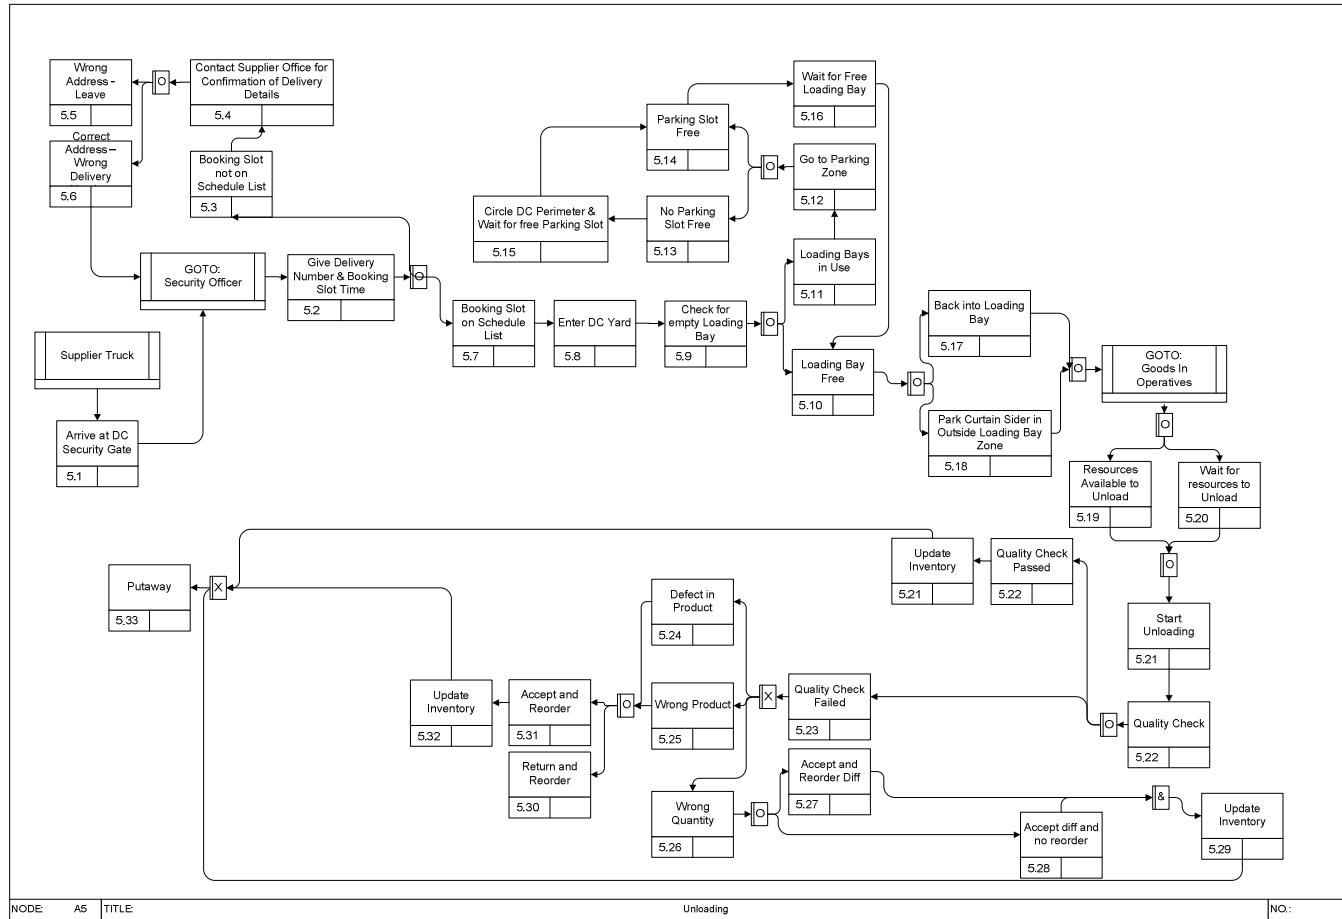 Wrong
Address -
Leave
5.5
O
Contact Supplier Office for
Confirmation of Delivery
Details
5.4
Correct
Address –
Wrong
Delivery
5.6
Booking Slot
not on
Schedule List
5.3
GOTO:
Security Officer
Give Delivery
Number & Booking
Slot Time
5.2
O
Supplier Truck
Arrive at DC
Security Gate
5.1
Booking Slot
on Schedule
List
5.7
Enter DC Yard
5.8
Check for
empty Loading
Bay
5.9
O
Wait for Free
Loading Bay
5.16
Parking Slot
Free
5.14
O
Go to Parking
Zone
5.12
Circle DC Perimeter &
Wait for free Parking Slot
5.15
No Parking
Slot Free
5.13
Loading Bays
in Use
5.11
Loading Bay
Free
5.10
O
Back into Loading
Bay
5.17
Park Curtain Sider in
Outside Loading Bay
Zone
5.18
O
GOTO:
Goods In
Operatives
O
Resources
Available to
Unload
5.19
Wait for
resources to
Unload
5.20
O
Start
Unloading
5.21
Quality Check
5.22
O
Quality Check
Passed
5.22
Update
Inventory
5.21
Putaway
5.33
X
Defect in
Product
5.24
Quality Check
Failed
5.23
X
Wrong Product
5.25
O
Accept and
Reorder
5.31
Update
Inventory
5.32
Return and
Reorder
5.30
Wrong
Quantity
5.26
O
Accept and
Reorder Diff
5.27
Accept diff and
no reorder
5.28
&
Update
Inventory
5.29
NODE: A5 TITLE: Unloading NO.: